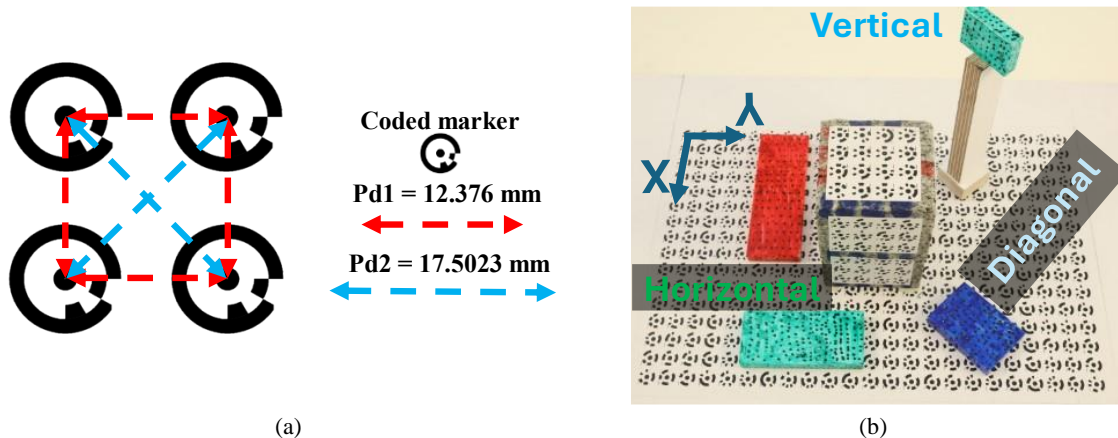 Coded marker
Pd1 = 12.376 mm
Pd2 = 17.5023 mm
(a)
Vertical
Y
X
Diagonal
Horizontal
(b)